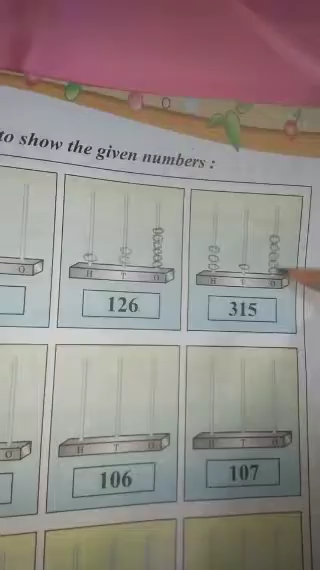 to show the given numbers :
O H T O H T O
126 315
O H T O H T O
106 107